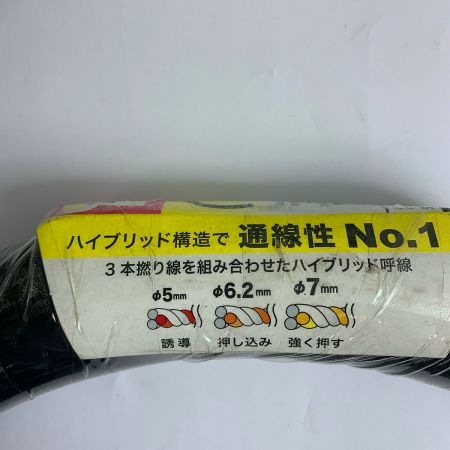 ハイブリッド構造で 通線性 No.1
3本撚り線を組み合わせたハイブリッド呼線
φ5mm φ6.2mm φ7mm
誘導 押し込み 強く押す